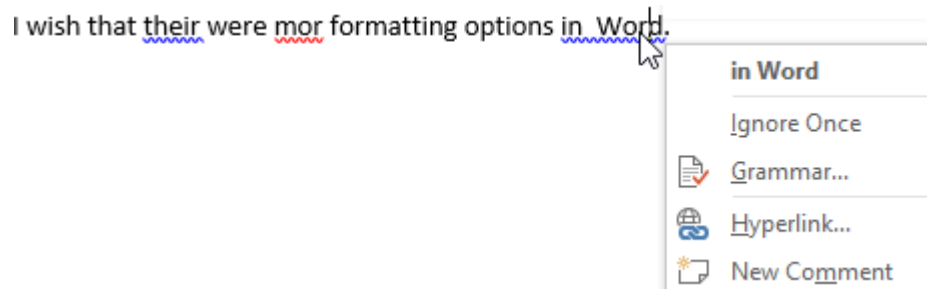 I wish that their were mor formatting options in  Word.
in Word
Ignore Once
Grammar...
Hyperlink...
New Comment